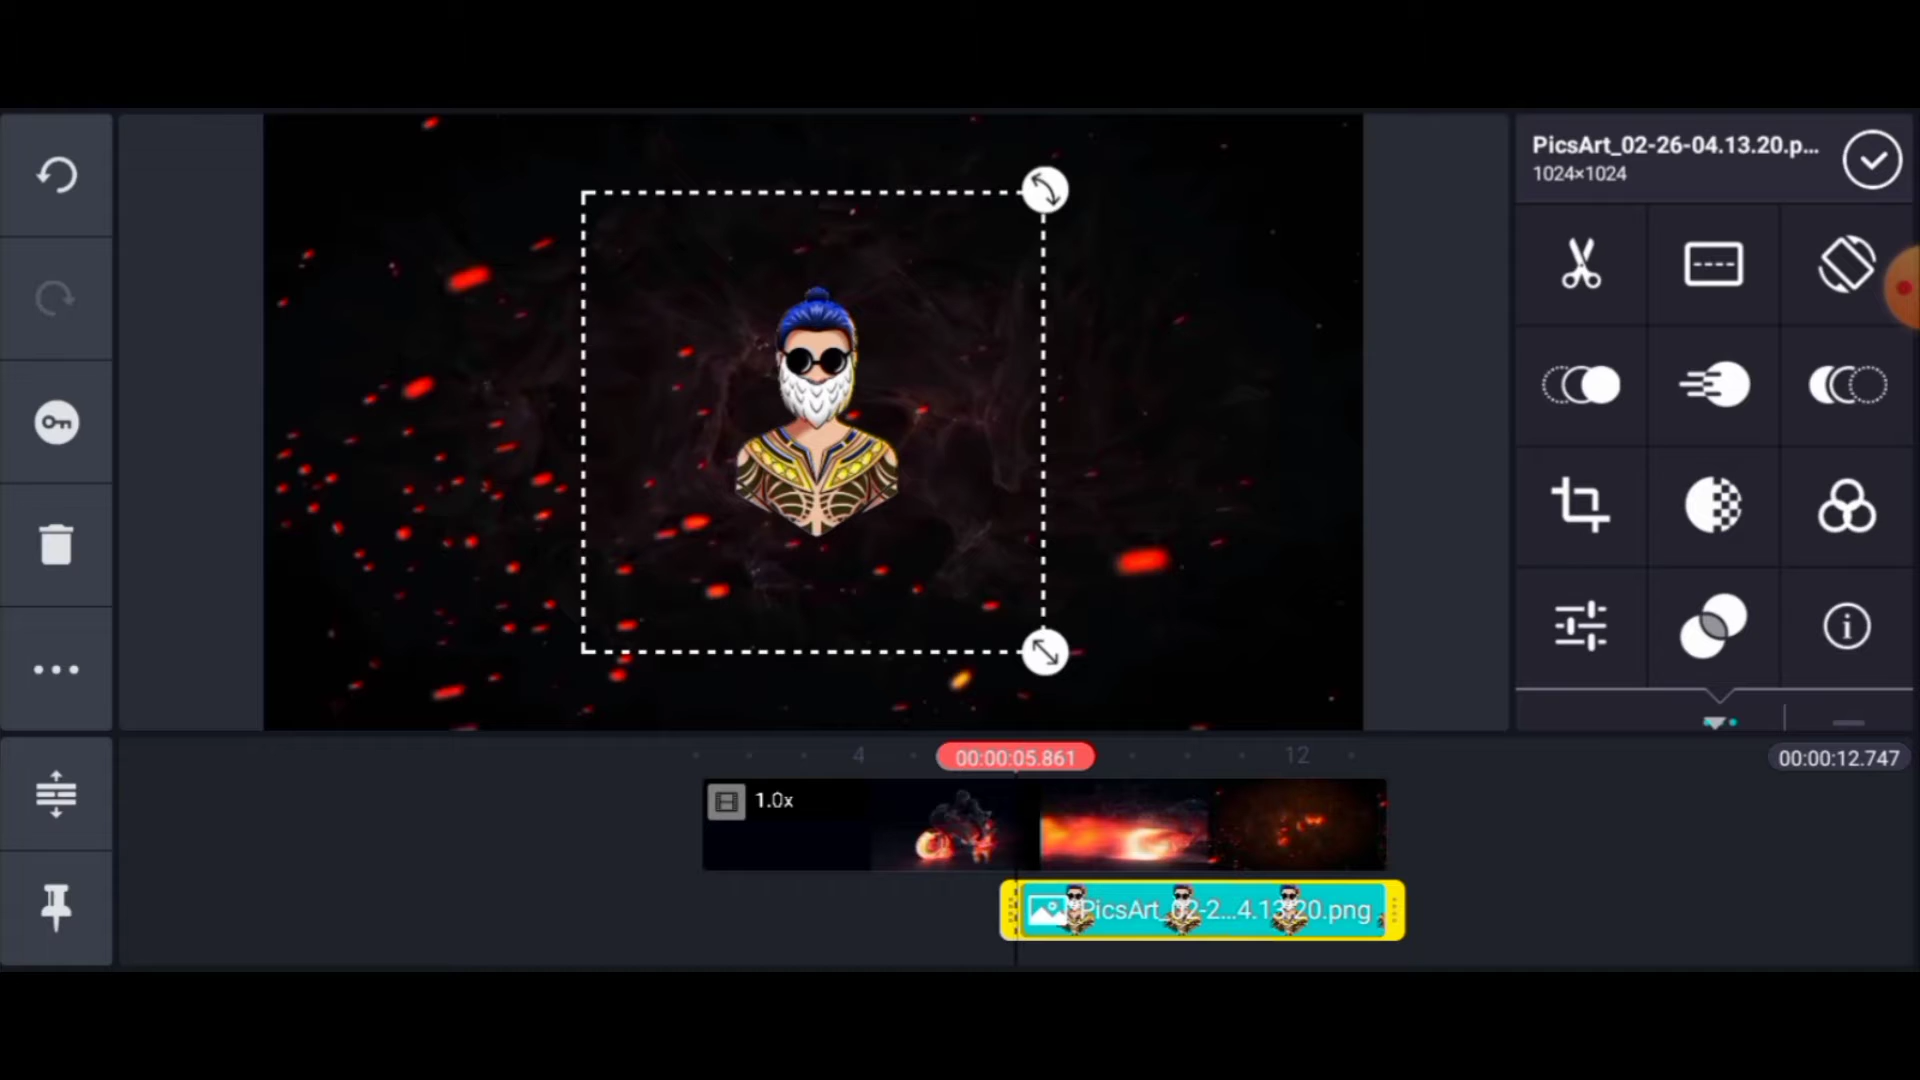 PicsArt_02-26-04.13.20.p...
1024×1024
4
00:00:05.861
12
00:00:12.747
1.0x
PicsArt_02-2...4.13.20.png